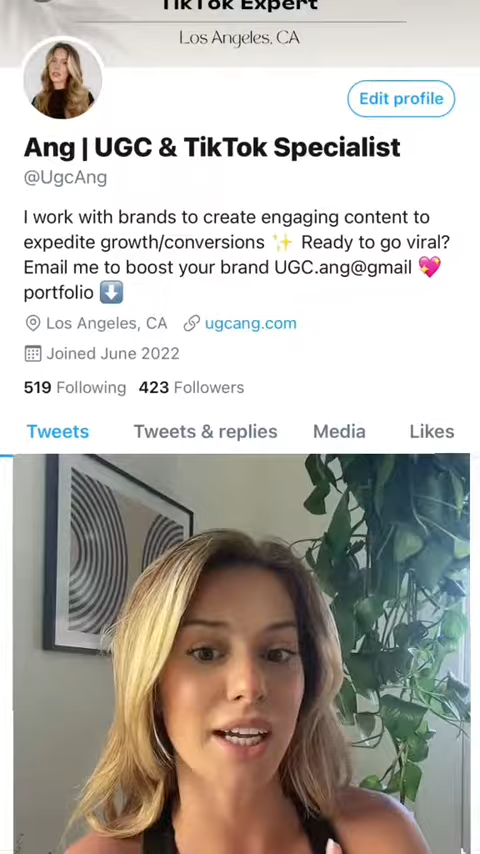 TikTok Expert
Los Angeles, CA
Edit profile
Ang | UGC & TikTok Specialist
@UgcAng
I work with brands to create engaging content to
expedite growth/conversions ✨ Ready to go viral?
Email me to boost your brand UGC.ang@gmail 💖
portfolio ⬇️
Los Angeles, CA ugcang.com
Joined June 2022
519 Following 423 Followers
Tweets Tweets & replies Media Likes